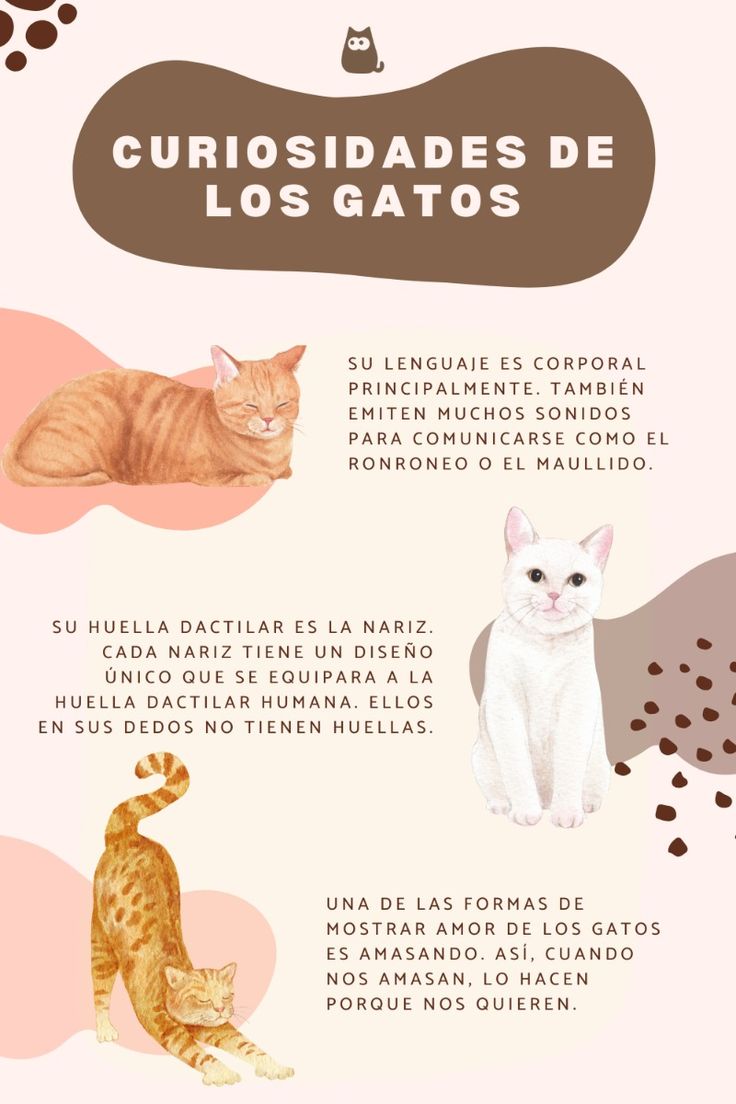 CURIOSIDADES DE
LOS GATOS
SU LENGUAJE ES CORPORAL
PRINCIPALMENTE. TAMBIÉN
EMITEN MUCHOS SONIDOS
PARA COMUNICARSE COMO EL
RONRONEO O EL MAULLIDO.
SU HUELLA DACTILAR ES LA NARIZ.
CADA NARIZ TIENE UN DISEÑO
ÚNICO QUE SE EQUIPARA A LA
HUELLA DACTILAR HUMANA. ELLOS
EN SUS DEDOS NO TIENEN HUELLAS.
UNA DE LAS FORMAS DE
MOSTRAR AMOR DE LOS GATOS
ES AMASANDO. ASÍ, CUANDO
NOS AMASAN, LO HACEN
PORQUE NOS QUIEREN.